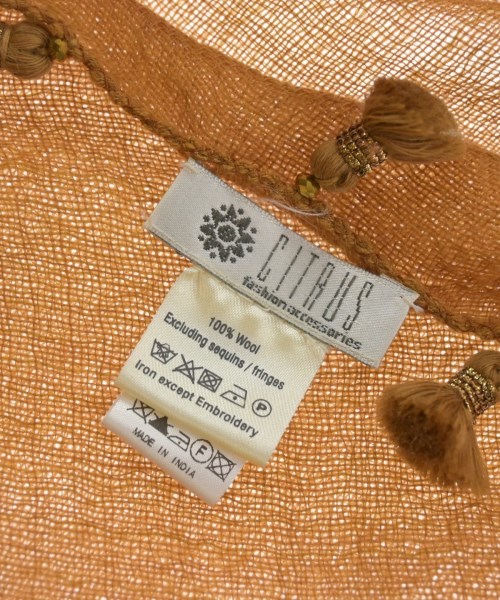 CITRUS
fashion accessories
100% Wool
Excluding sequins / fringes
P
Iron except Embroidery
F
MADE IN INDIA